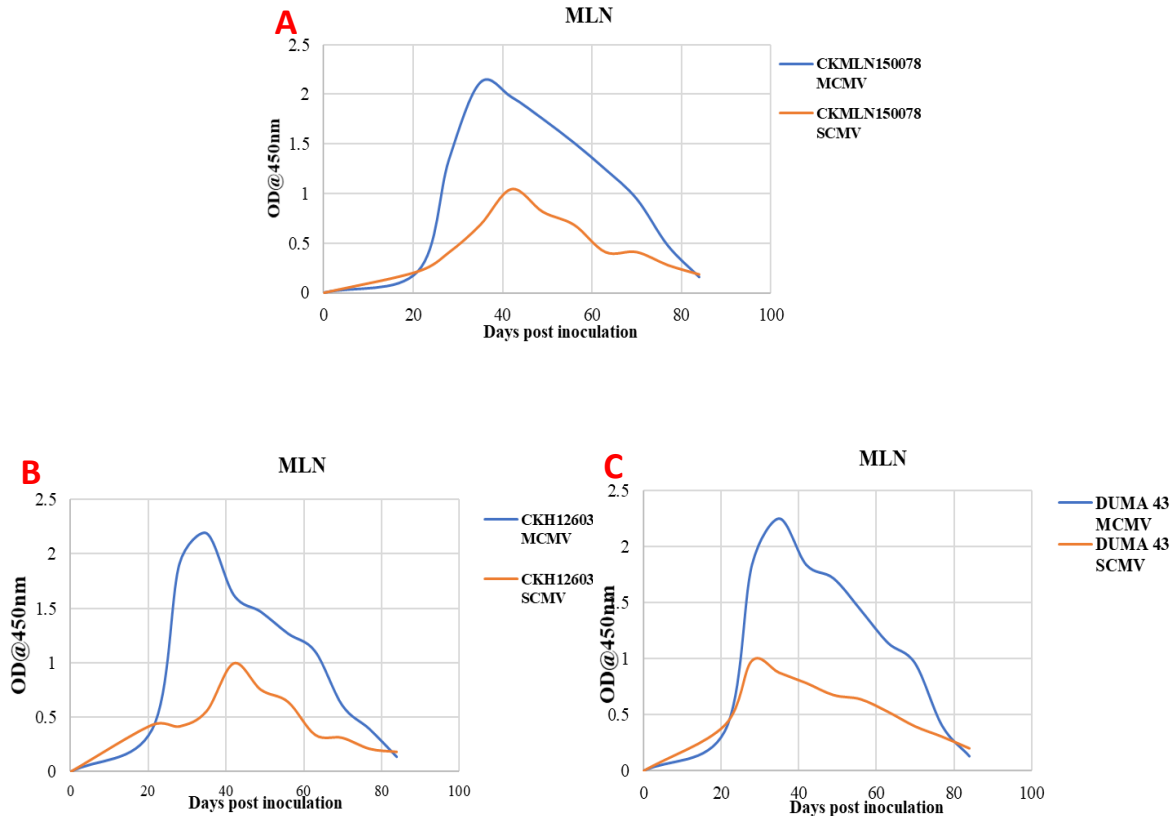 A
MLN
2.5
2
1.5
1
0.5
0
OD@450nm
0 20 40 60 80 100
Days post inoculation
CKMLN150078
MCMV
CKMLN150078
SCMV
B
MLN
2.5
2
1.5
1
0.5
0
OD@450nm
0 20 40 60 80 100
Days post inoculation
CKH12603
MCMV
CKH12603
SCMV
C
MLN
2.5
2
1.5
1
0.5
0
OD@450nm
0 20 40 60 80 100
Days post inoculation
DUMA 43
MCMV
DUMA 43
SCMV